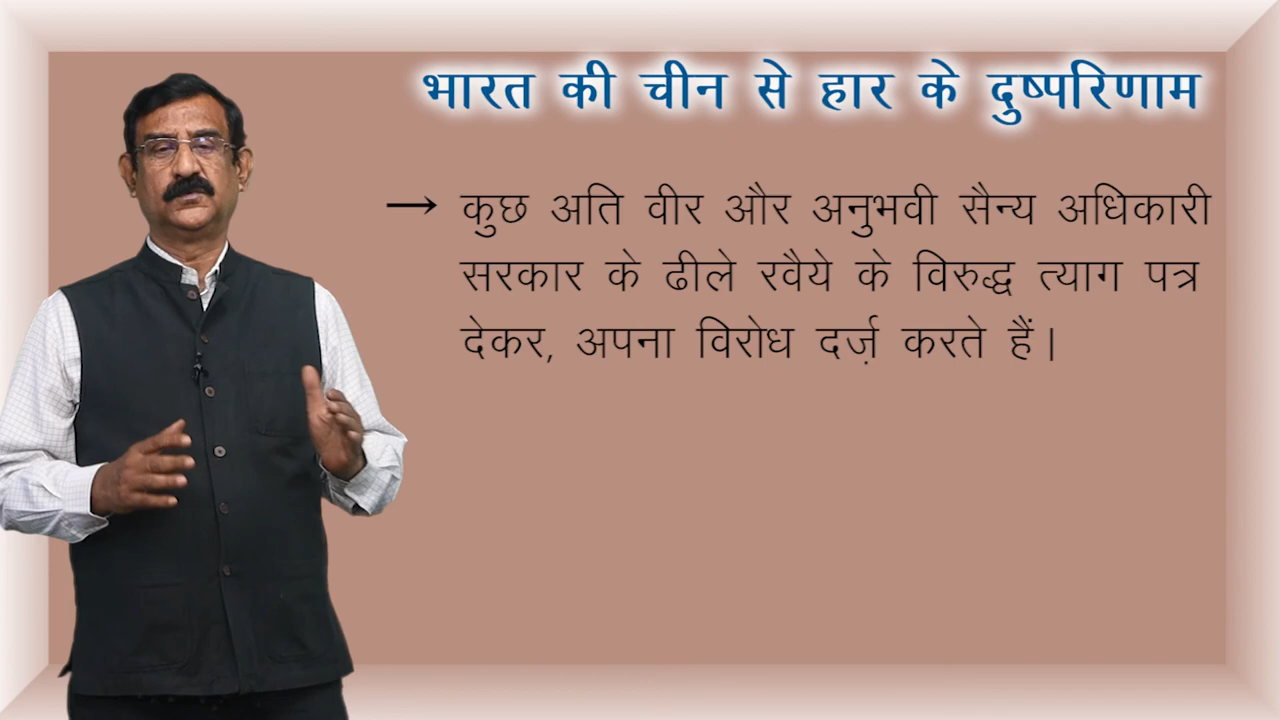 भारत की चीन से हार के दुष्परिणाम
→ कुछ अति वीर और अनुभवी सैन्य अधिकारी
सरकार के ढीले रवैये के विरुद्ध त्याग पत्र
देकर, अपना विरोध दर्ज़ करते हैं।